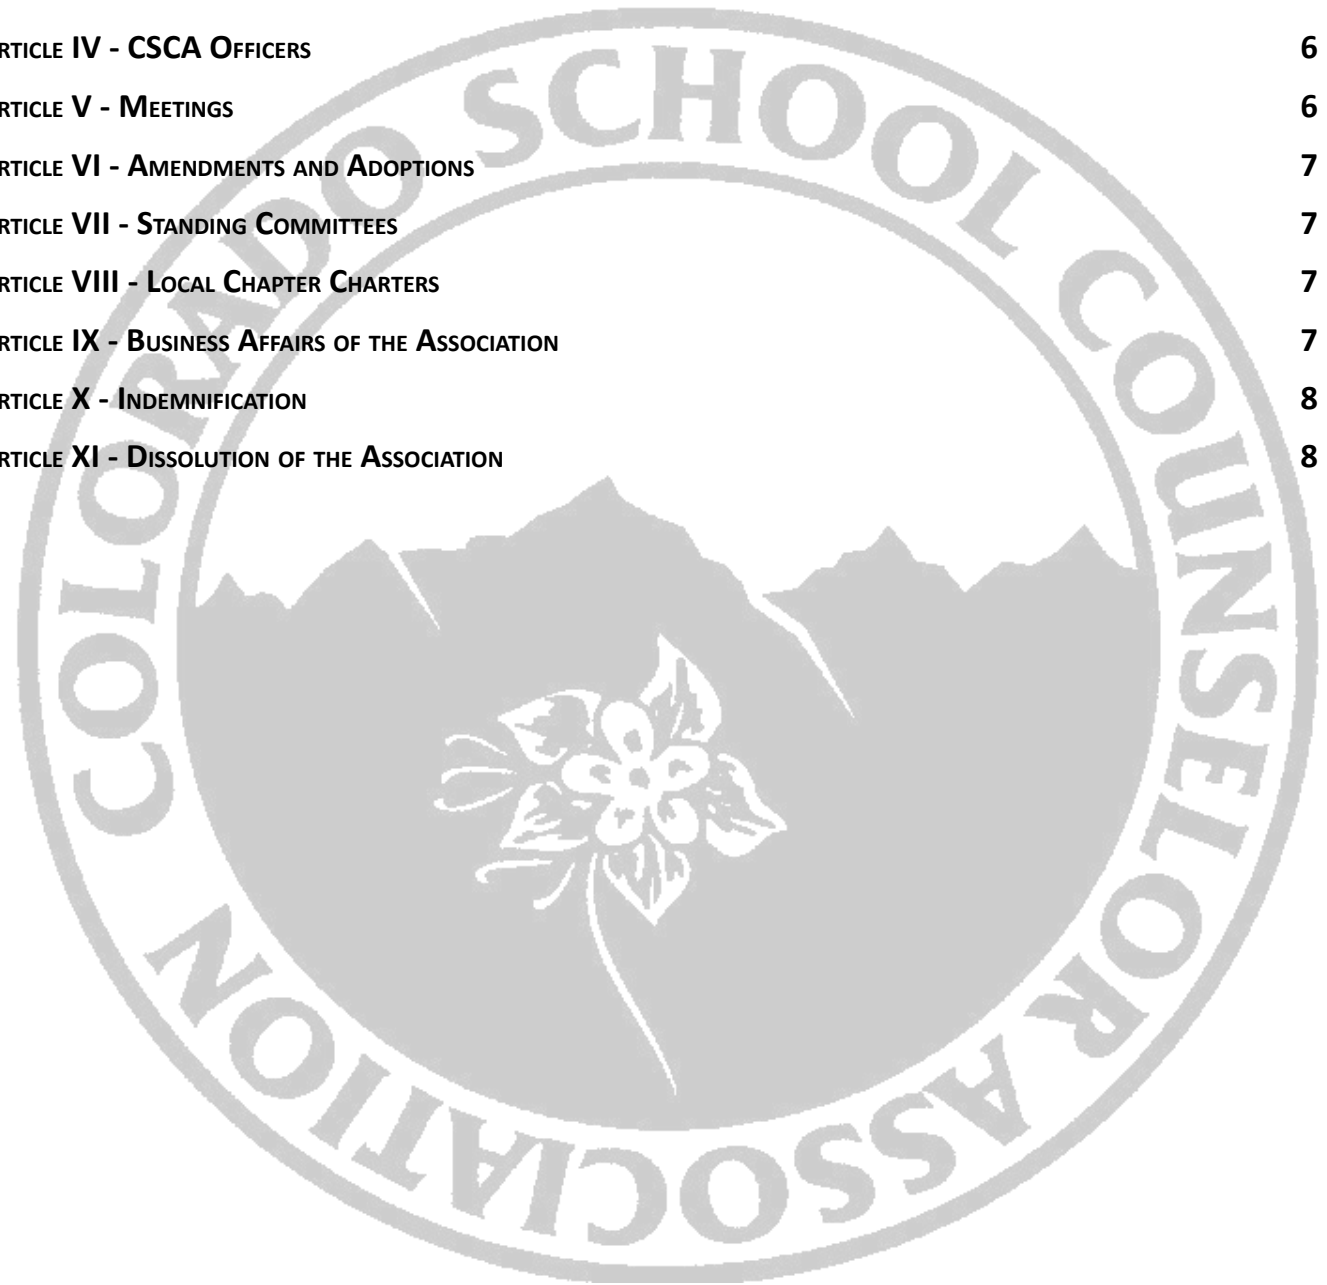 RTICLE IV - CSCA OFFICERS 6
RTICLE V - MEETINGS 6
RTICLE VI - AMENDMENTS AND ADOPTIONS 7
RTICLE VII - STANDING COMMITTEES 7
RTICLE VIII - LOCAL CHAPTER CHARTERS 7
RTICLE IX - BUSINESS AFFAIRS OF THE ASSOCIATION 7
RTICLE X - INDEMNIFICATION 8
RTICLE XI - DISSOLUTION OF THE ASSOCIATION 8
COLORADO SCHOOL COUNSELOR ASSOCIATION